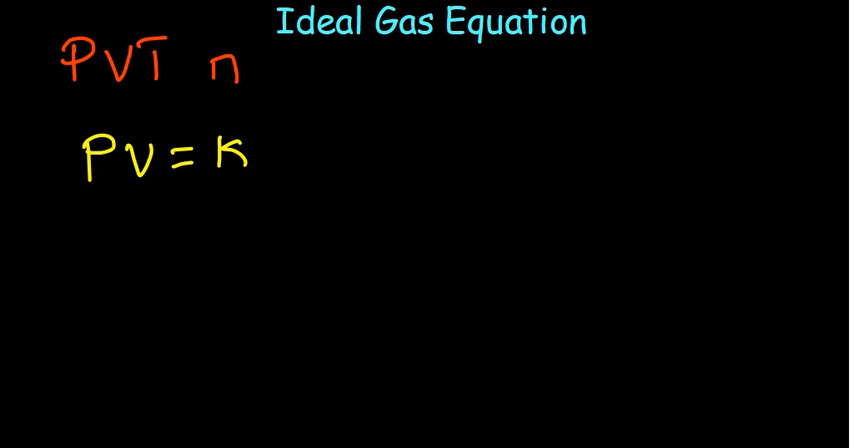 Ideal Gas Equation
PVT n
PV = K